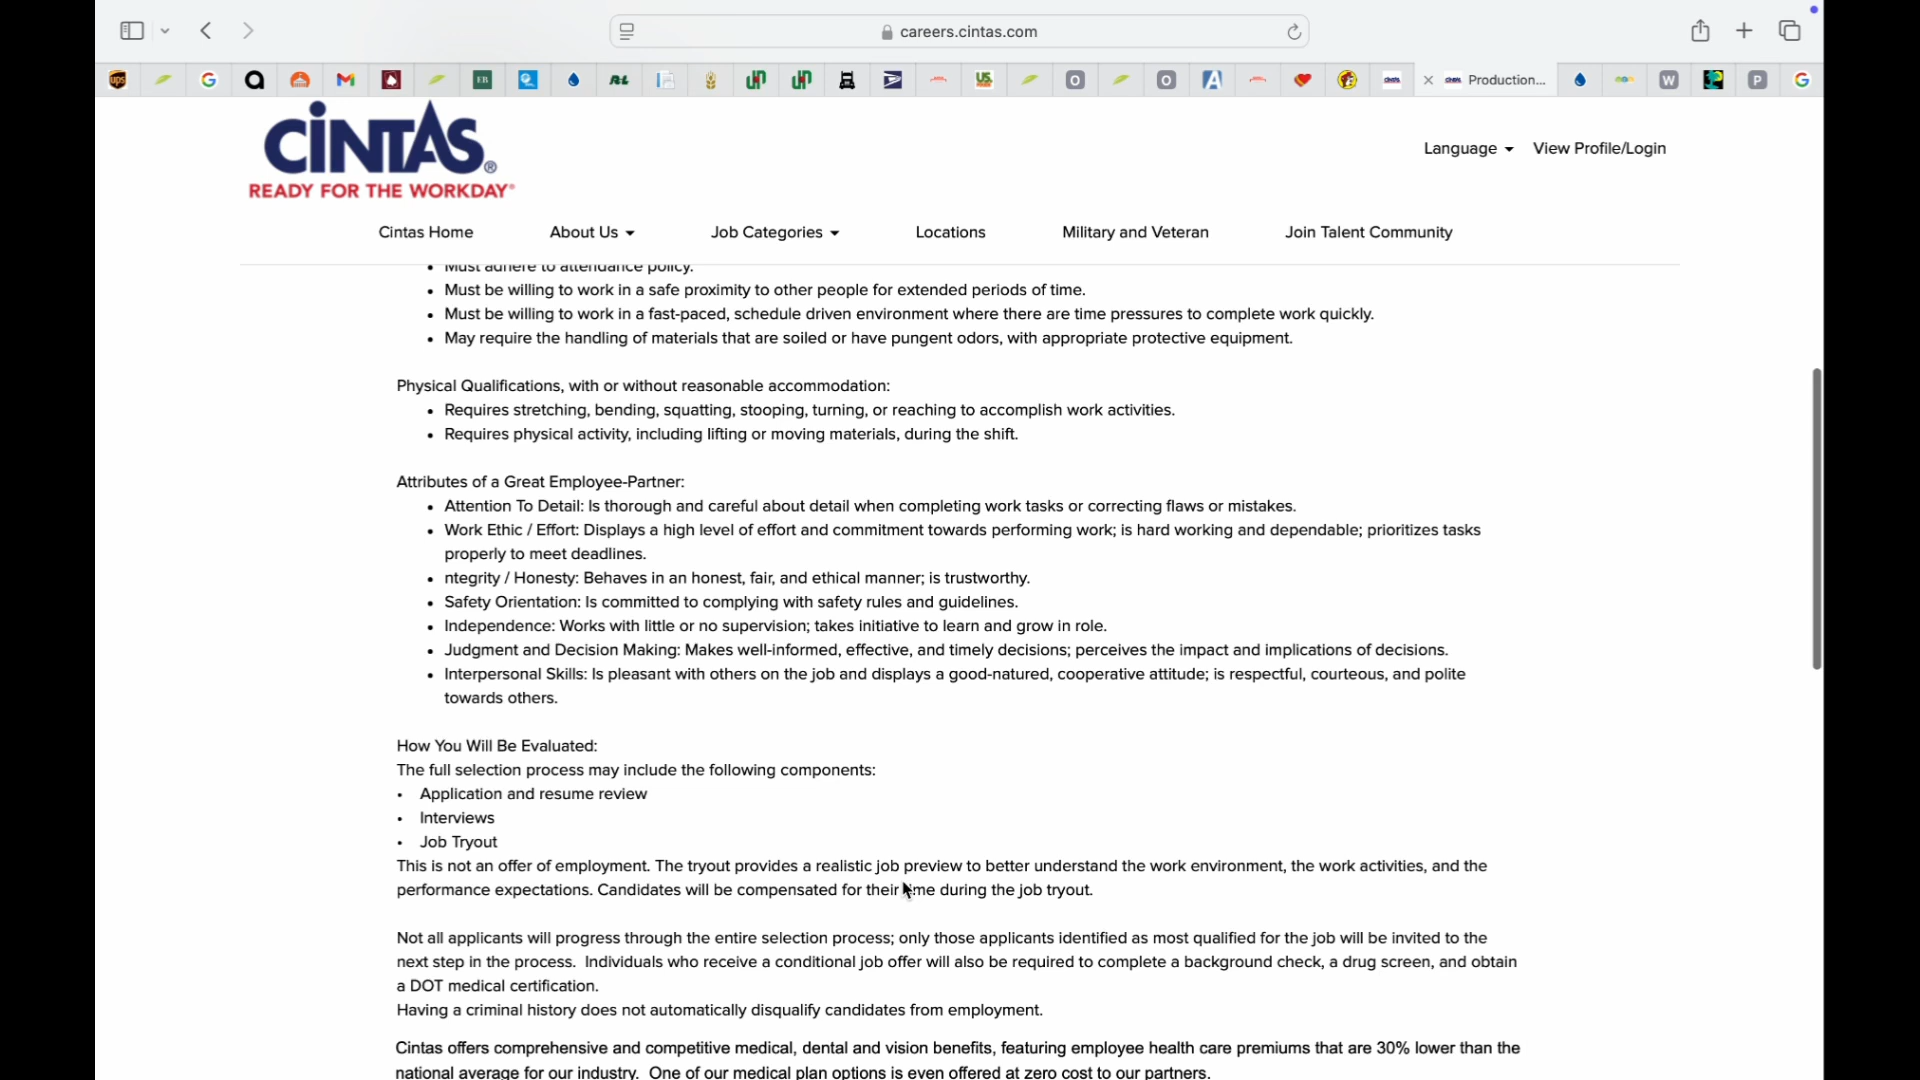 careers.cintas.com
ups
G
EB
R+L
US
O
O
Production...
W
P
G
CINTAS®
READY FOR THE WORKDAY®
Language
View Profile/Login
Cintas Home
About Us
Job Categories
Locations
Military and Veteran
Join Talent Community
Must adhere to attendance policy.
• Must be willing to work in a safe proximity to other people for extended periods of time.
• Must be willing to work in a fast-paced, schedule driven environment where there are time pressures to complete work quickly.
• May require the handling of materials that are soiled or have pungent odors, with appropriate protective equipment.
Physical Qualifications, with or without reasonable accommodation:
• Requires stretching, bending, squatting, stooping, turning, or reaching to accomplish work activities.
• Requires physical activity, including lifting or moving materials, during the shift.
Attributes of a Great Employee-Partner:
• Attention To Detail: Is thorough and careful about detail when completing work tasks or correcting flaws or mistakes.
• Work Ethic / Effort: Displays a high level of effort and commitment towards performing work; is hard working and dependable; prioritizes tasks
properly to meet deadlines.
• ntegrity / Honesty: Behaves in an honest, fair, and ethical manner; is trustworthy.
• Safety Orientation: Is committed to complying with safety rules and guidelines.
• Independence: Works with little or no supervision; takes initiative to learn and grow in role.
• Judgment and Decision Making: Makes well-informed, effective, and timely decisions; perceives the impact and implications of decisions.
• Interpersonal Skills: Is pleasant with others on the job and displays a good-natured, cooperative attitude; is respectful, courteous, and polite
towards others.
How You Will Be Evaluated:
The full selection process may include the following components:
• Application and resume review
• Interviews
• Job Tryout
This is not an offer of employment. The tryout provides a realistic job preview to better understand the work environment, the work activities, and the
performance expectations. Candidates will be compensated for their time during the job tryout.
Not all applicants will progress through the entire selection process; only those applicants identified as most qualified for the job will be invited to the
next step in the process. Individuals who receive a conditional job offer will also be required to complete a background check, a drug screen, and obtain
a DOT medical certification.
Having a criminal history does not automatically disqualify candidates from employment.
Cintas offers comprehensive and competitive medical, dental and vision benefits, featuring employee health care premiums that are 30% lower than the
national average for our industry. One of our medical plan options is even offered at zero cost to our partners.